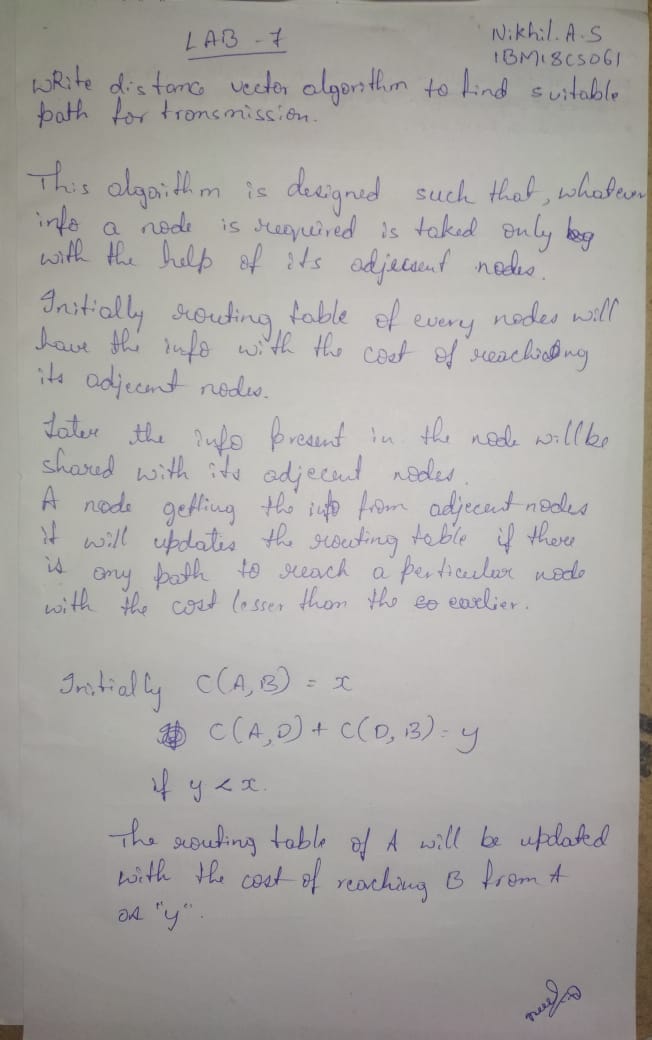 LAB - 7
Nikhil. A.S
1BM18CS061
WRite distance vector algorithm to find suitable
path for transmission.
This algorithm is designed such that, whatever
info a node is required is taked only
with the help of its adjecent nodes.
Initially routing table of every nodes will
have the info with the cost of reaching
its adjecent nodes.
Later the info present in the node will be
shared with its adjecent nodes.
A node getting the info from adjecent nodes
it will updates the routing table if there
is any path to reach a perticular node
with the cost lesser than the so earlier.
Initially C(A,B) = x
C(A,D) + C(D,B) = y
if y < x.
The routing table of A will be updated
with the cost of reaching B from A
as "y".